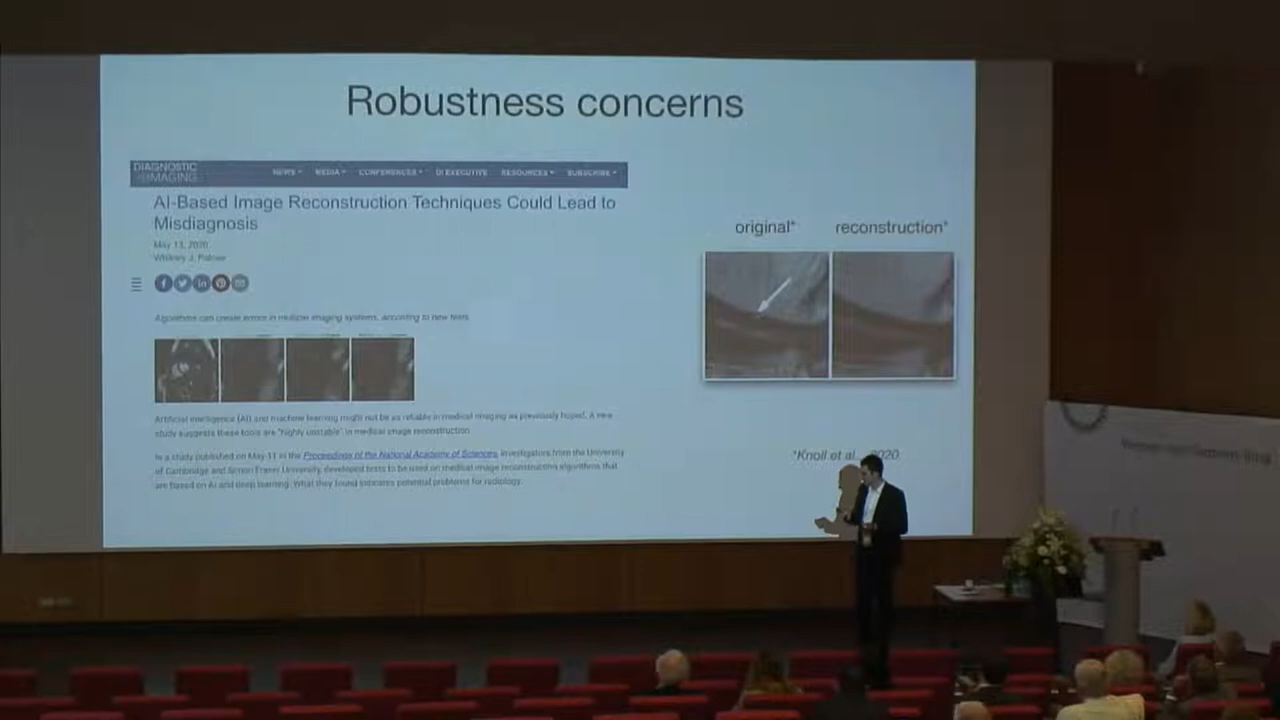 Robustness concerns
DIAGNOSTIC
IMAGING
NEWS MEDIA CONFERENCES DI EXECUTIVE RESOURCES SUBSCRIBE
AI-Based Image Reconstruction Techniques Could Lead to
Misdiagnosis
May 13, 2020
Whitney J. Palmer
Algorithms can create errors in multiple imaging systems, according to new tests.
Artificial intelligence (AI) and machine learning might not be as reliable in medical imaging as previously hoped. A new
study suggests these tools are "highly unstable" in medical image reconstruction.
In a study published on May 11 in the Proceedings of the National Academy of Sciences, investigators from the University
of Cambridge and Simon Fraser University, developed tests to be used on medical image reconstruction algorithms that
are based on AI and deep learning. What they found indicates potential problems for radiology.
original* reconstruction*
*Knoll et al., 2020